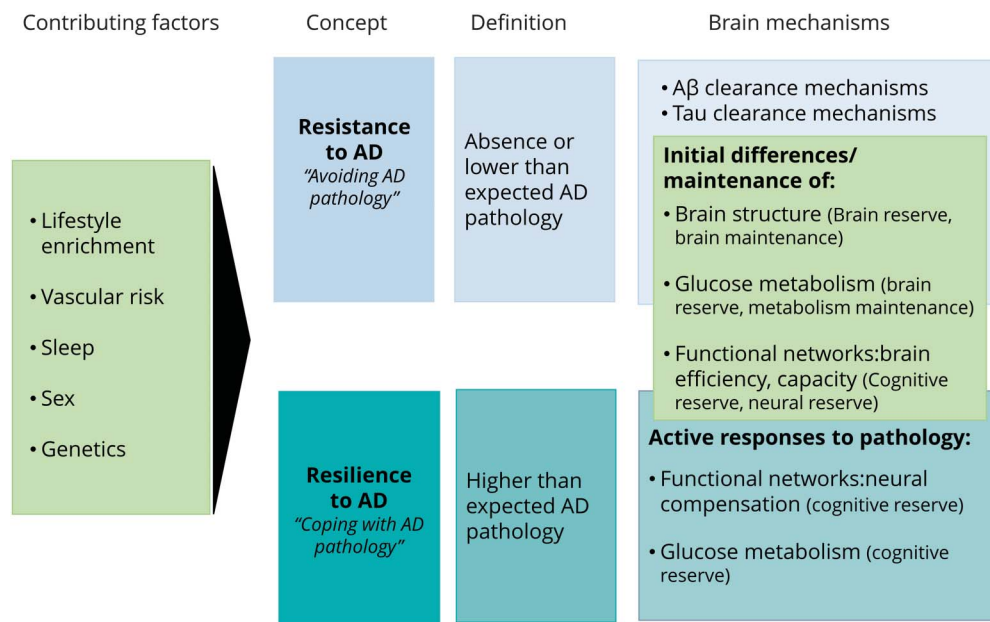 Contributing factors
Concept
Definition
Brain mechanisms
• Lifestyle
enrichment
• Vascular risk
• Sleep
• Sex
• Genetics
Resistance
to AD
“Avoiding AD
pathology”
Absence or
lower than
expected AD
pathology
• Aβ clearance mechanisms
• Tau clearance mechanisms
Initial differences/
maintenance of:
• Brain structure (Brain reserve,
brain maintenance)
• Glucose metabolism (brain
reserve, metabolism maintenance)
• Functional networks:brain
efficiency, capacity (Cognitive
reserve, neural reserve)
Resilience
to AD
“Coping with AD
pathology”
Higher than
expected AD
pathology
Active responses to pathology:
• Functional networks:neural
compensation (cognitive reserve)
• Glucose metabolism (cognitive
reserve)